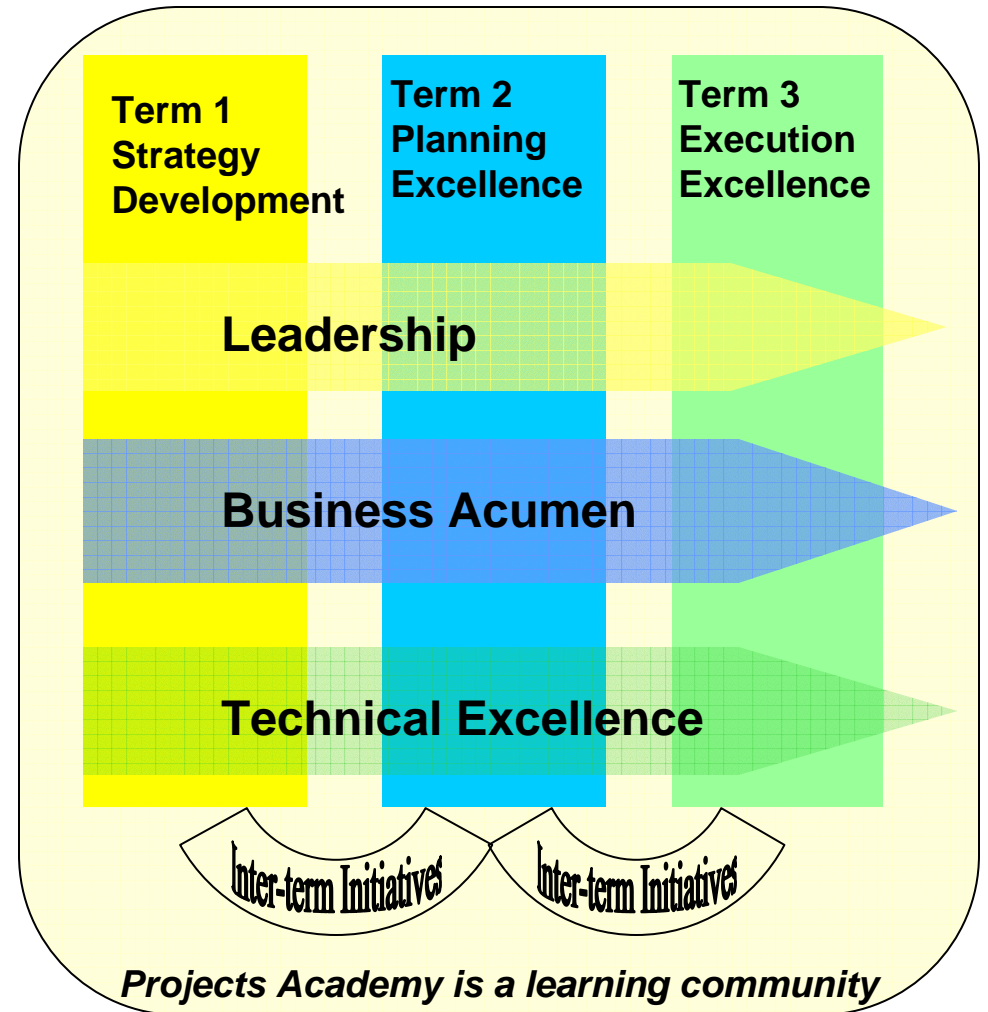 Term 1
Strategy
Development
Term 2
Planning
Excellence
Term 3
Execution
Excellence
Leadership
Business Acumen
Technical Excellence
Inter-term Initiatives
Inter-term Initiatives
Projects Academy is a learning community